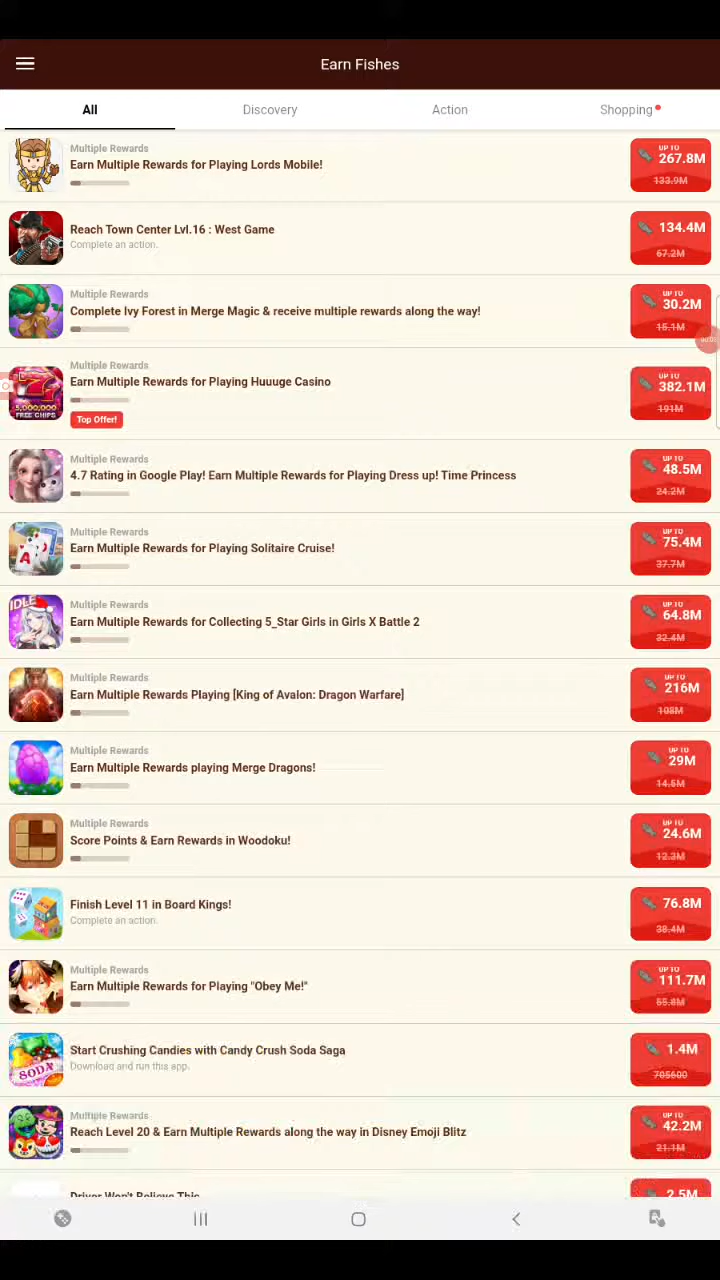 Earn Fishes
All
Discovery
Action
Shopping
Multiple Rewards
Earn Multiple Rewards for Playing Lords Mobile!
UP TO
267.8M
133.9M
Reach Town Center Lvl.16 : West Game
Complete an action.
134.4M
67.2M
Multiple Rewards
Complete Ivy Forest in Merge Magic & receive multiple rewards along the way!
UP TO
30.2M
15.1M
Multiple Rewards
Earn Multiple Rewards for Playing Huuuge Casino
Top Offer!
5,000,000
FREE CHIPS
UP TO
382.1M
191M
Multiple Rewards
4.7 Rating in Google Play! Earn Multiple Rewards for Playing Dress up! Time Princess
UP TO
48.5M
24.2M
Multiple Rewards
Earn Multiple Rewards for Playing Solitaire Cruise!
A
UP TO
75.4M
37.7M
IDLE
Multiple Rewards
Earn Multiple Rewards for Collecting 5_Star Girls in Girls X Battle 2
UP TO
64.8M
32.4M
Multiple Rewards
Earn Multiple Rewards Playing [King of Avalon: Dragon Warfare]
UP TO
216M
108M
Multiple Rewards
Earn Multiple Rewards playing Merge Dragons!
UP TO
29M
14.5M
Multiple Rewards
Score Points & Earn Rewards in Woodoku!
UP TO
24.6M
12.3M
Finish Level 11 in Board Kings!
Complete an action.
76.8M
38.4M
Multiple Rewards
Earn Multiple Rewards for Playing "Obey Me!"
UP TO
111.7M
55.8M
SODA
Start Crushing Candies with Candy Crush Soda Saga
Download and run this app.
1.4M
705600
Multiple Rewards
Reach Level 20 & Earn Multiple Rewards along the way in Disney Emoji Blitz
UP TO
42.2M
21.1M
Driver Won't Believe This
2.5M